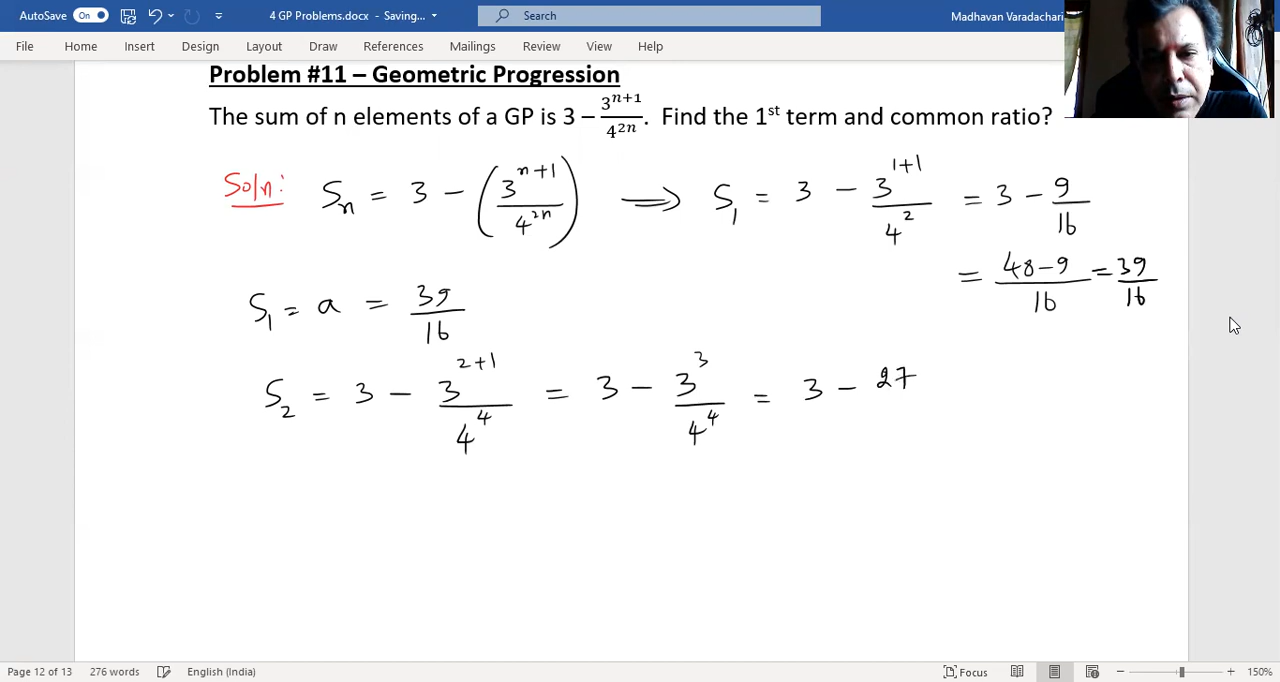 AutoSave On 4 GP Problems.docx - Saving... Search Madhavan Varadachari
File Home Insert Design Layout Draw References Mailings Review View Help
Problem #11 – Geometric Progression
The sum of n elements of a GP is 3 – 3^{n+1}/4^{2n}. Find the 1^{st} term and common ratio?
Soln: S_n = 3 - (3^{n+1}/4^{2n}) ⟹ S_1 = 3 - 3^{1+1}/4^2 = 3 - 9/16
= (48-9)/16 = 39/16
S_1 = a = 39/16
S_2 = 3 - 3^{2+1}/4^4 = 3 - 3^3/4^4 = 3 - 27
Page 12 of 13 276 words English (India) Focus 150%